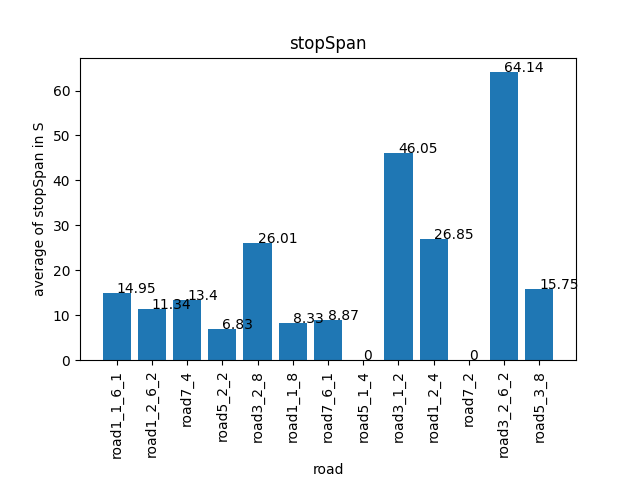 stopSpan
average of stopSpan in S
60
50
40
30
20
10
0
14.95
11.34
13.4
6.83
26.01
8.33
8.87
0
46.05
26.85
0
64.14
15.75
road1_1_6_1
road1_2_6_2
road7_4
road5_2_2
road3_2_8
road1_1_8
road7_6_1
road5_1_4
road3_1_2
road1_2_4
road7_2
road3_2_6_2
road5_3_8
road